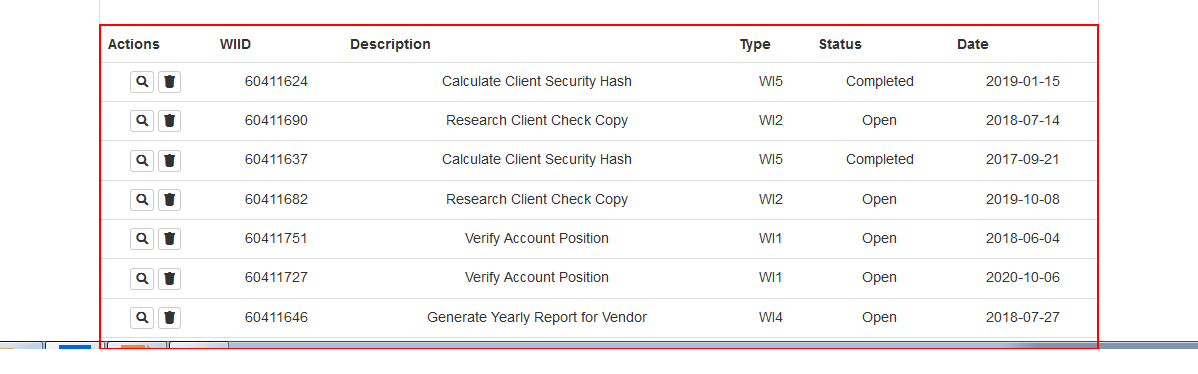 Actions WIID Description Type Status Date
60411624 Calculate Client Security Hash WI5 Completed 2019-01-15
60411690 Research Client Check Copy WI2 Open 2018-07-14
60411637 Calculate Client Security Hash WI5 Completed 2017-09-21
60411682 Research Client Check Copy WI2 Open 2019-10-08
60411751 Verify Account Position WI1 Open 2018-06-04
60411727 Verify Account Position WI1 Open 2020-10-06
60411646 Generate Yearly Report for Vendor WI4 Open 2018-07-27